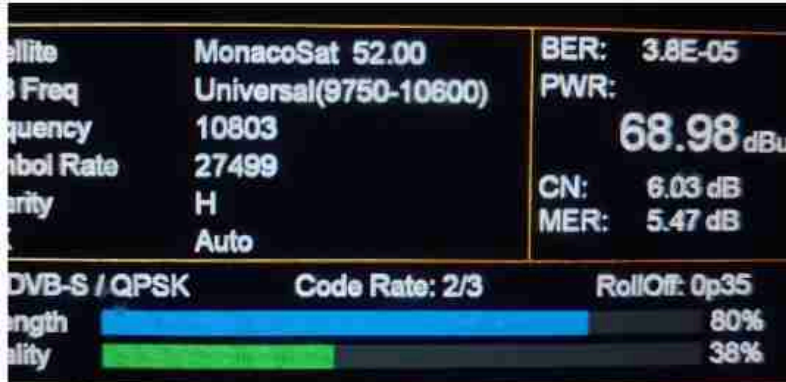 ellite MonacoSat 52.00
Freq Universal(9750-10600)
quency 10803
nbol Rate 27499
arity H
Auto
BER: 3.8E-05
PWR:
68.98 dBu
CN: 6.03 dB
MER: 5.47 dB
DVB-S / QPSK Code Rate: 2/3 RollOff: 0p35
ength 80%
ality 38%